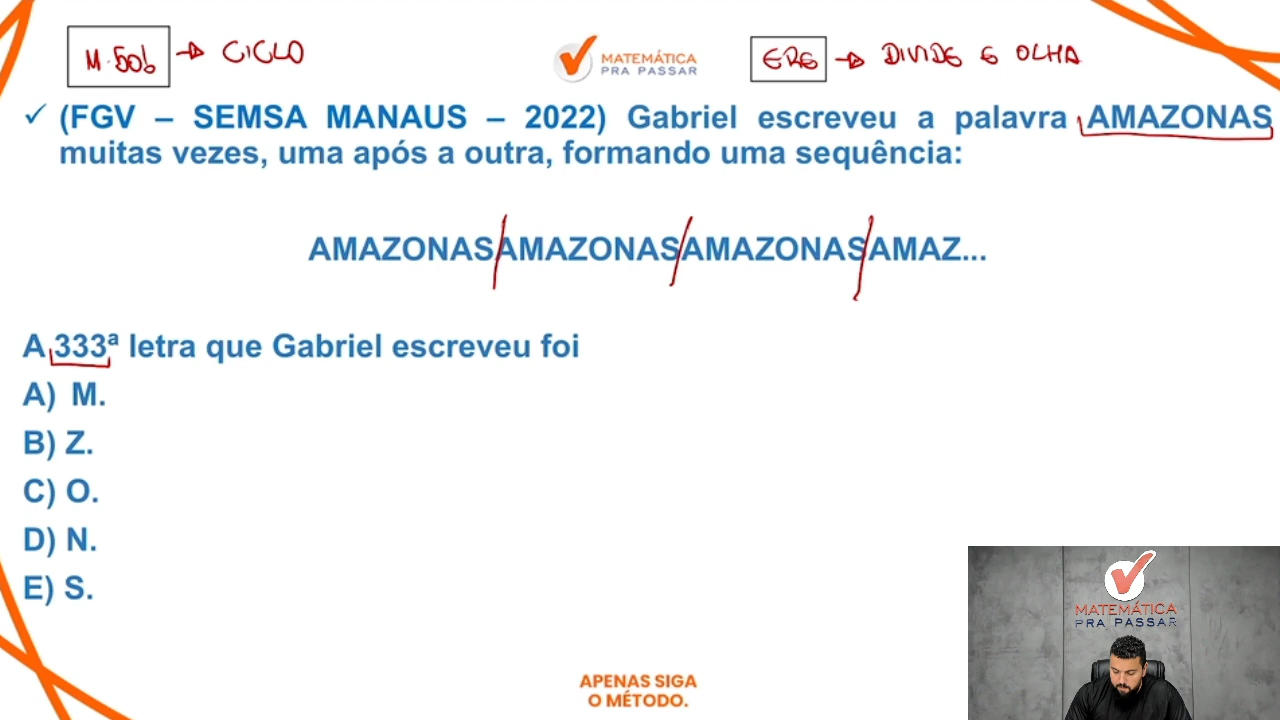 M.50b → CICLO
MATEMÁTICA
PRA PASSAR
→ DIVIDE E OLHA
✓ (FGV – SEMSA MANAUS – 2022) Gabriel escreveu a palavra AMAZONAS
muitas vezes, uma após a outra, formando uma sequência:
AMAZONASAMAZONASAMAZONASAMAZ...
A 333ª letra que Gabriel escreveu foi
A) M.
B) Z.
C) O.
D) N.
E) S.
MATEMÁTICA
PRA PASSAR
APENAS SIGA
O MÉTODO.